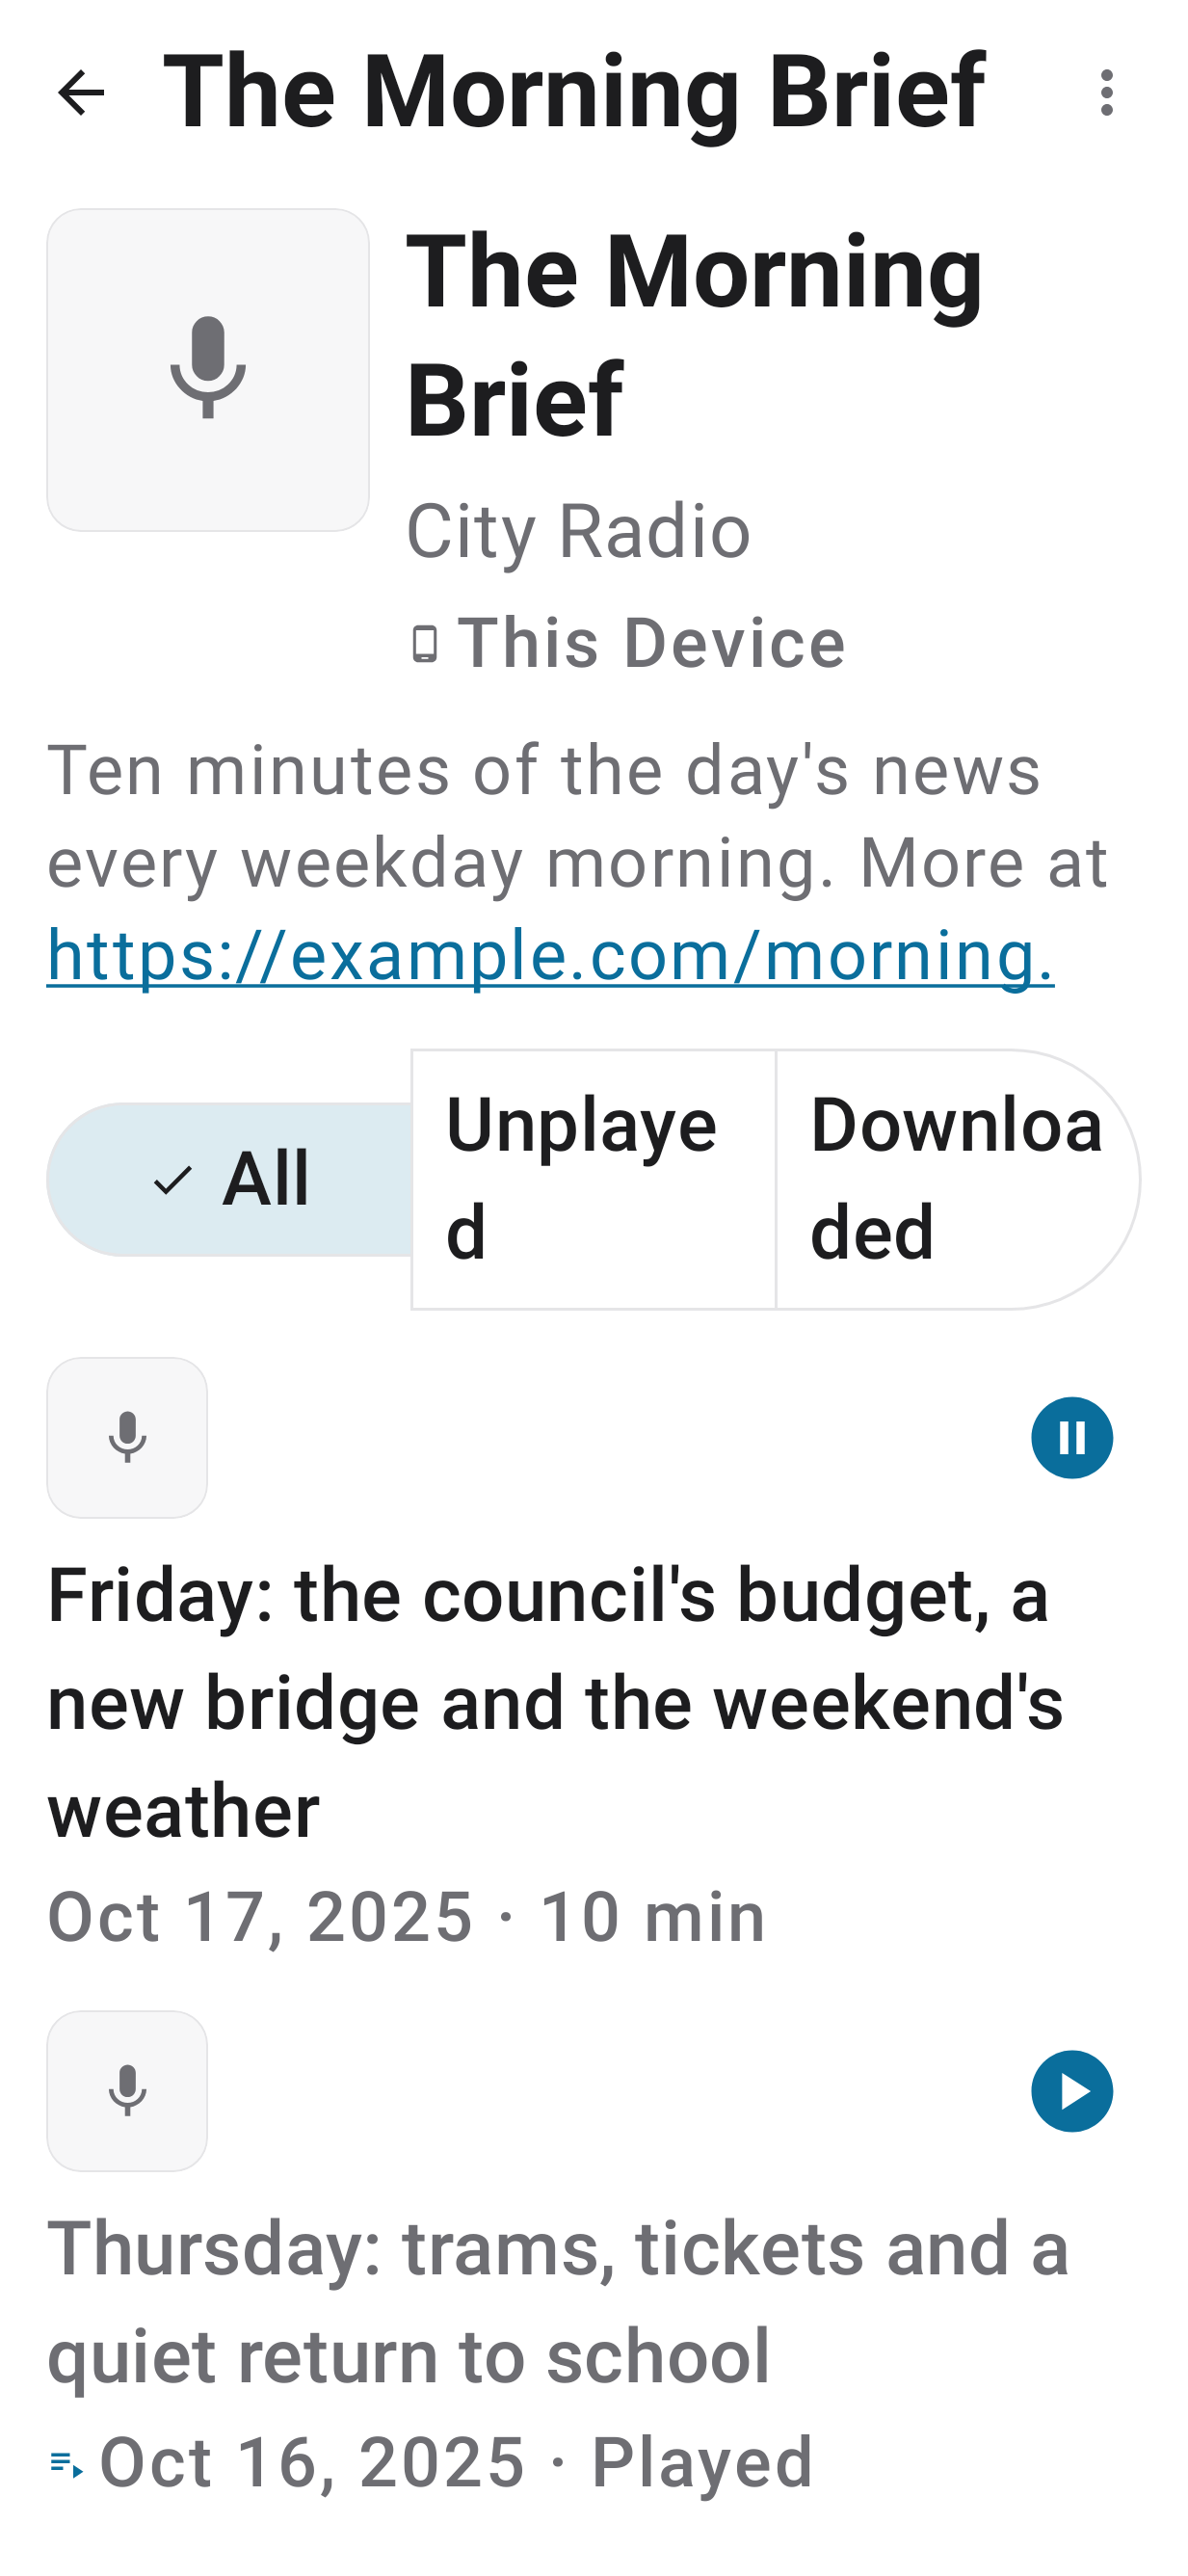 The Morning Brief
The Morning
Brief
City Radio
This Device
Ten minutes of the day's news
every weekday morning. More at
https://example.com/morning.
All
Unplaye
d
Downloa
ded
Friday: the council's budget, a
new bridge and the weekend's
weather
Oct 17, 2025 · 10 min
Thursday: trams, tickets and a
quiet return to school
Oct 16, 2025 · Played